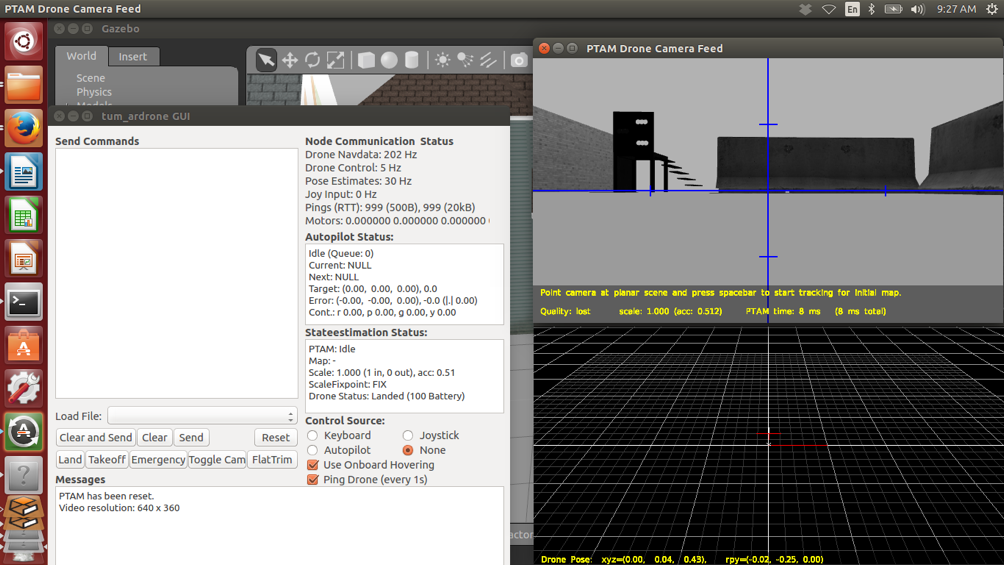 PTAM Drone Camera Feed
En
9:27 AM
Gazebo
World
Insert
Scene
Physics
tum_ardrone GUI
Send Commands
Load File:
Clear and Send
Clear
Send
Reset
Land
Takeoff
Emergency
Toggle Cam
FlatTrim
Messages
PTAM has been reset.
Video resolution: 640 x 360
Node Communication Status
Drone Navdata: 202 Hz
Drone Control: 5 Hz
Pose Estimates: 30 Hz
Joy Input: 0 Hz
Pings (RTT): 999 (500B), 999 (20kB)
Motors: 0.000000 0.000000 0.000000
Autopilot Status:
Idle (Queue: 0)
Current: NULL
Next: NULL
Target: (0.00, 0.00, 0.00), 0.0
Error: (-0.00, -0.00, 0.00), -0.0 (|.| 0.00)
Cont.: r 0.00, p 0.00, g 0.00, y 0.00
Stateestimation Status:
PTAM: Idle
Map: -
Scale: 1.000 (1 in, 0 out), acc: 0.51
ScaleFixpoint: FIX
Drone Status: Landed (100 Battery)
Control Source:
Keyboard
Joystick
Autopilot
None
Use Onboard Hovering
Ping Drone (every 1s)
PTAM Drone Camera Feed
Point camera at planar scene and press spacebar to start tracking for initial map.
Quality: lost scale: 1.000 (acc: 0.512) PTAM time: 8 ms (8 ms total)
Drone Pose: xyz=(0.00, 0.04, 0.43), rpy=(-0.02, -0.25, 0.00)